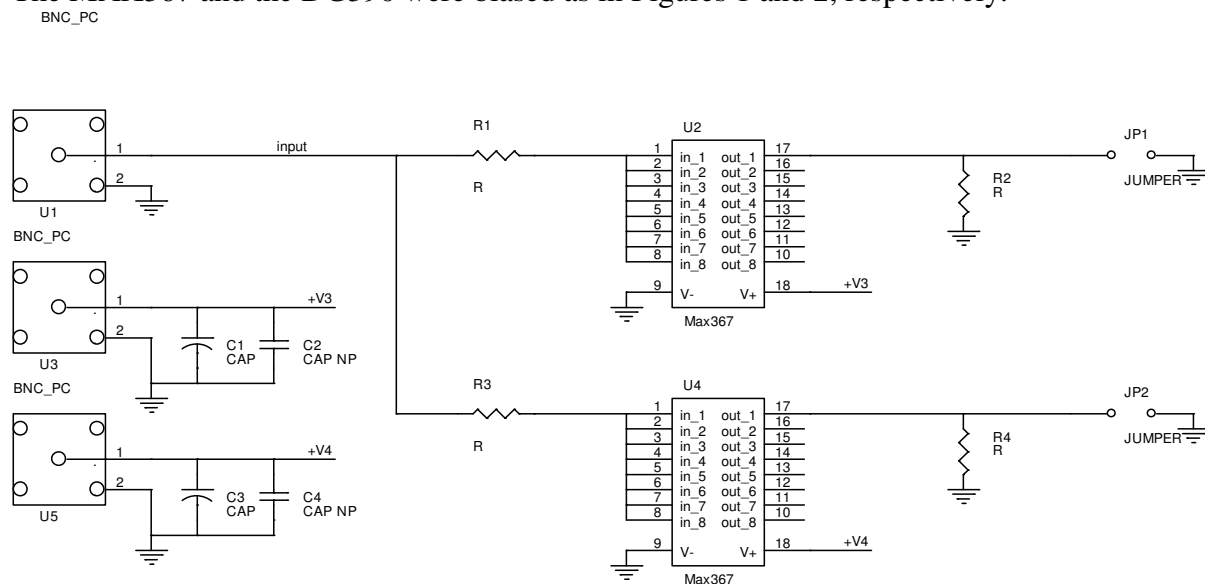 The MAX367 and the were biased as in Figures 1 and 2, respectively.
BNC_PC
1
2
U1
input
R1
R
U2
1 in_1 out_1 17
2 in_2 out_2 16
3 in_3 out_3 15
4 in_4 out_4 14
5 in_5 out_5 13
6 in_6 out_6 12
7 in_7 out_7 11
8 in_8 out_8 10
9 V- V+ 18 +V3
Max367
R2
R
JP1
JUMPER
BNC_PC
1
2
U3
+V3
C1
CAP
C2
CAP NP
BNC_PC
1
2
U5
+V4
C3
CAP
C4
CAP NP
R3
R
U4
1 in_1 out_1 17
2 in_2 out_2 16
3 in_3 out_3 15
4 in_4 out_4 14
5 in_5 out_5 13
6 in_6 out_6 12
7 in_7 out_7 11
8 in_8 out_8 10
9 V- V+ 18 +V4
Max367
R4
R
JP2
JUMPER